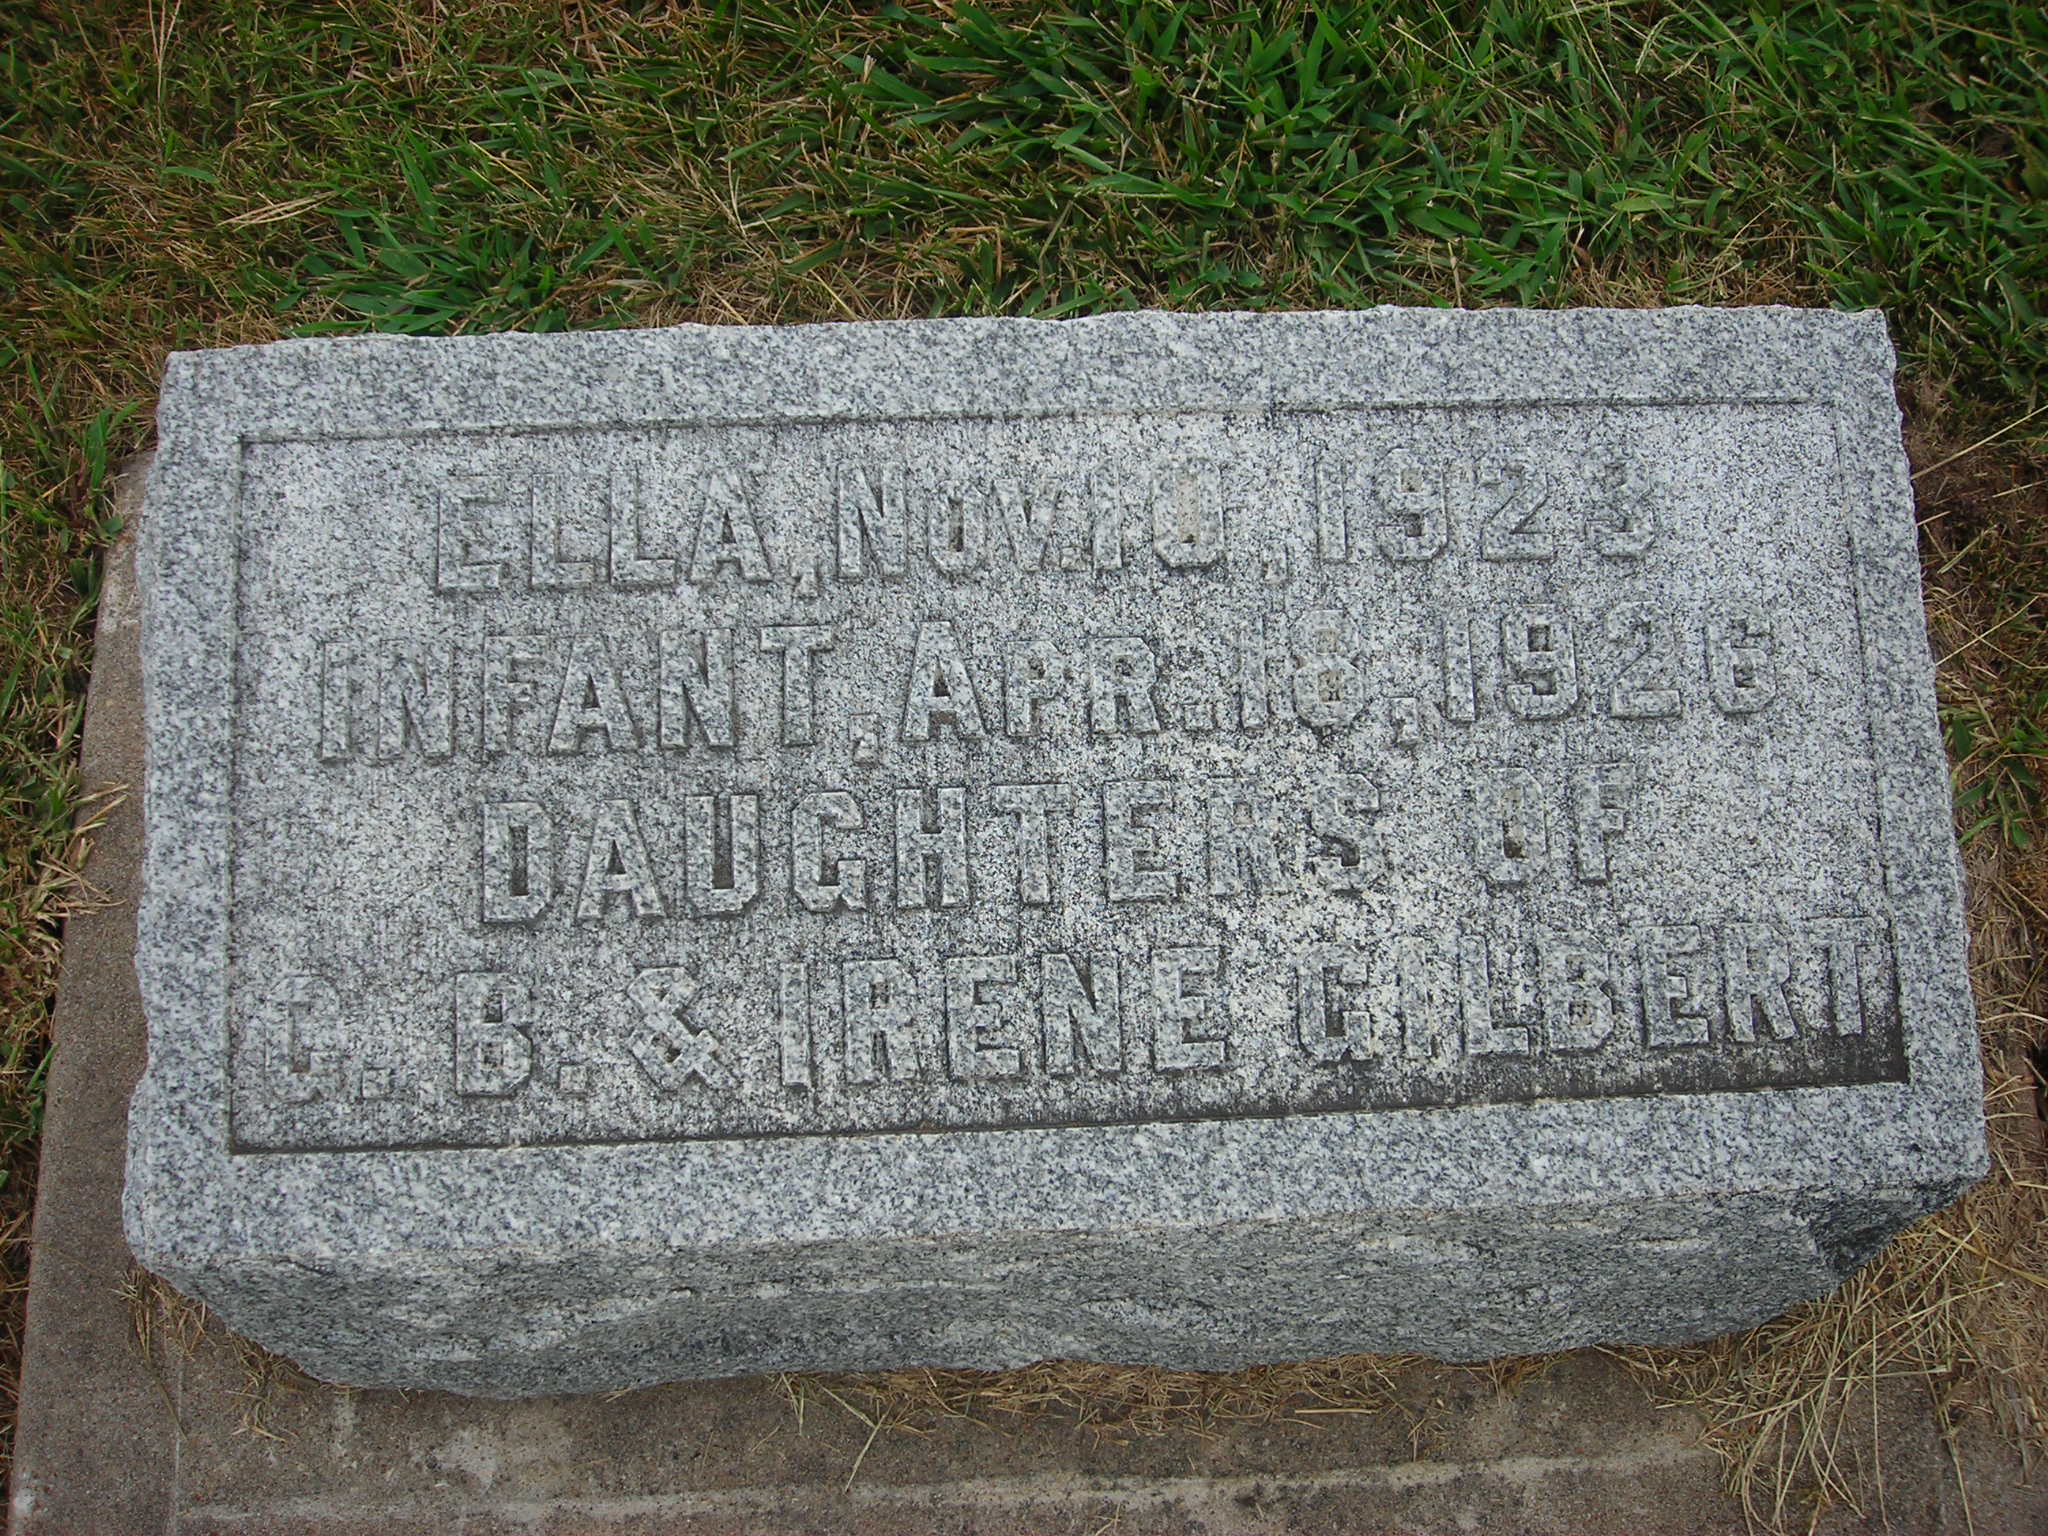 ELLA, NOV. 10, 1923
INFANT, APR. 18, 1926
DAUGHTERS OF
C. B. & IRENE GILBERT